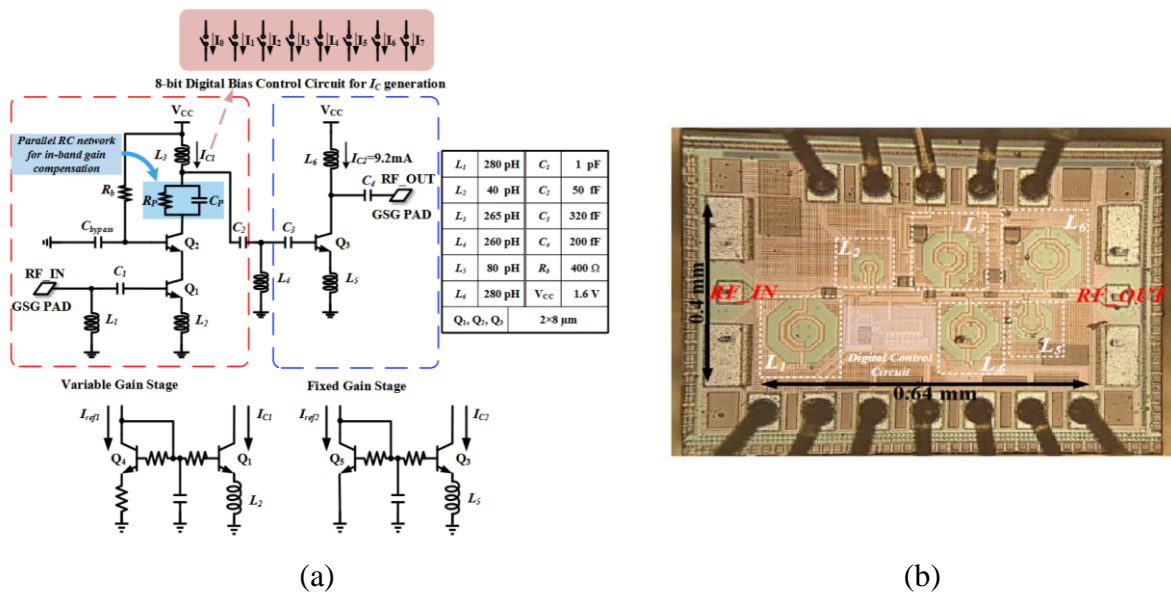 I0 I1 I2 I3 I4 I5 I6 I7
8-bit Digital Bias Control Circuit for IC generation
VCC
Parallel RC network
for in-band gain
compensation
L3
IC1
Rb
RP
CP
Cbypass
Q2
C2
RF_IN
GSG PAD
C1
Q1
L1
L2
L4
Variable Gain Stage
VCC
L6
IC2=9.2mA
C4
RF_OUT
GSG PAD
C3
Q3
L5
Fixed Gain Stage
L1 280 pH C1 1 pF
L2 40 pH C2 50 fF
L3 265 pH C3 320 fF
L4 260 pH C4 200 fF
L3 80 pH Rb 400 Ω
L6 280 pH VCC 1.6 V
Q1, Q2, Q3 2×8 μm
Iref1
IC1
Q4
Q1
L2
Iref2
IC2
Q5
Q3
L5
(a)
L2
L3
L6
RF_IN
RF_OUT
0.4 mm
L1
Digital Control
Circuit
L4
L5
0.64 mm
(b)